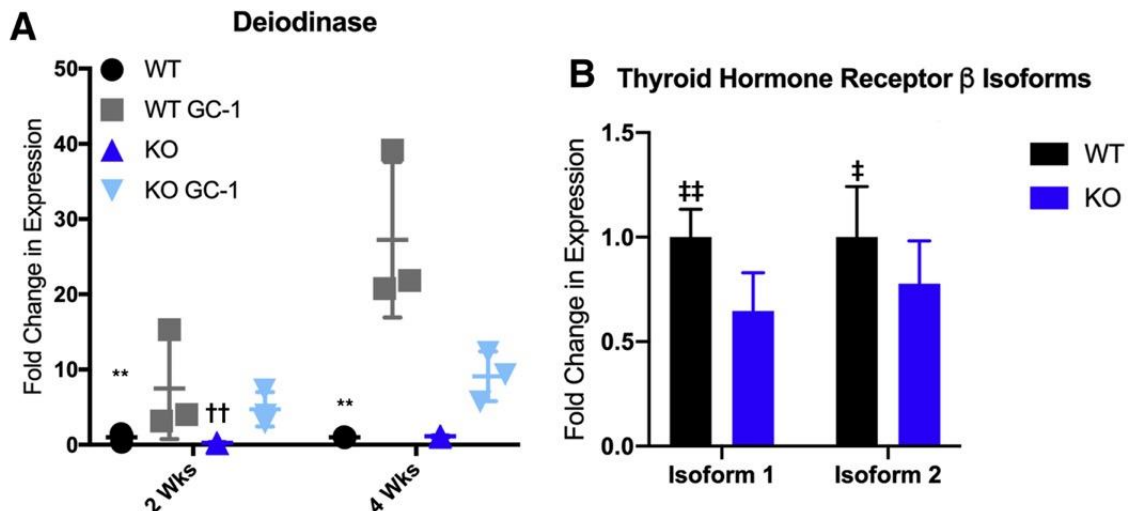 A
Deiodinase
Fold Change in Expression
50
40
30
20
10
0
WT
WT GC-1
KO
KO GC-1
**
††
**
2 Wks
4 Wks
B
Thyroid Hormone Receptor β Isoforms
Fold Change in Expression
1.5
1.0
0.5
0.0
‡‡
‡
Isoform 1
Isoform 2
WT
KO